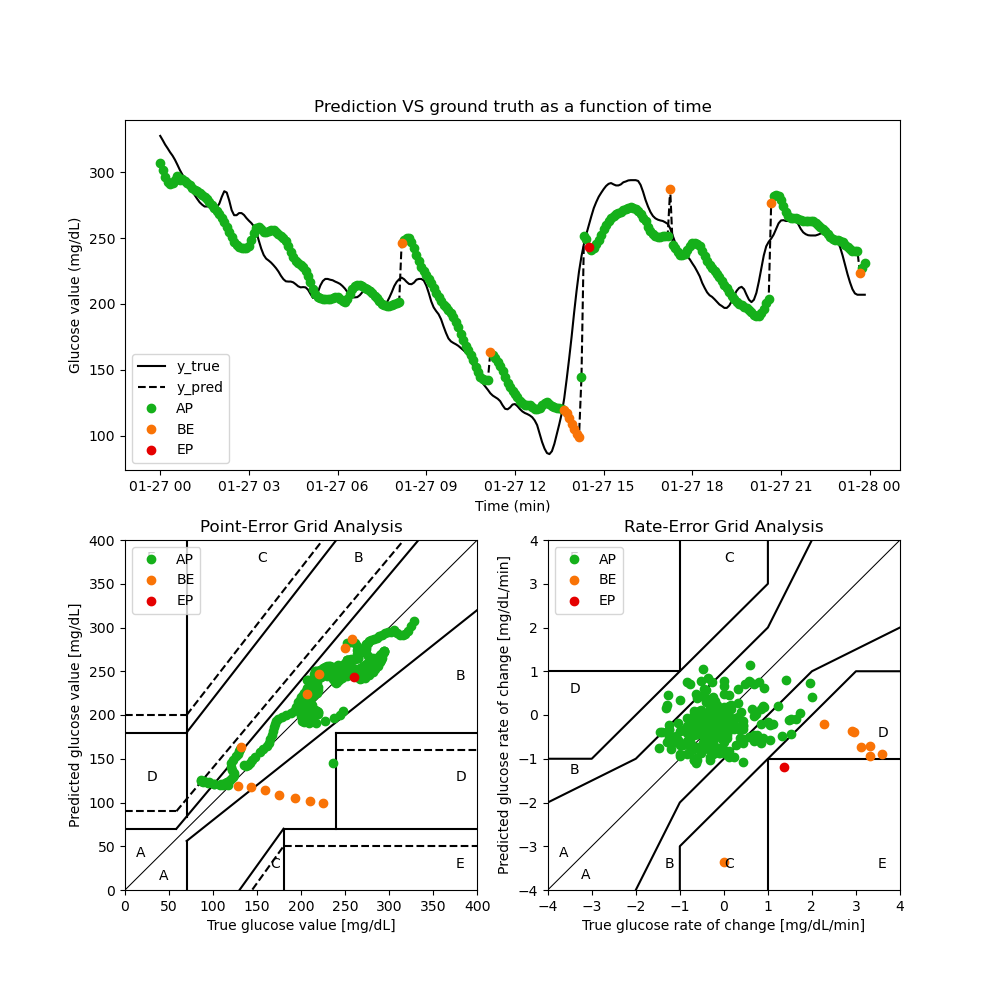 Prediction VS ground truth as a function of time
Glucose value (mg/dL)
300
250
200
150
100
y_true
y_pred
AP
BE
EP
01-27 00 01-27 03 01-27 06 01-27 09 01-27 12 01-27 15 01-27 18 01-27 21 01-28 00
Time (min)
Point-Error Grid Analysis
Predicted glucose value [mg/dL]
400
350
300
250
200
150
100
50
0
AP
BE
EP
C B
B
D D
A
A C E
0 50 100 150 200 250 300 350 400
True glucose value [mg/dL]
Rate-Error Grid Analysis
Predicted glucose rate of change [mg/dL/min]
4
3
2
1
0
−1
−2
−3
−4
AP
BE
EP
C
D
D
B
A
A B C E
−4 −3 −2 −1 0 1 2 3 4
True glucose rate of change [mg/dL/min]